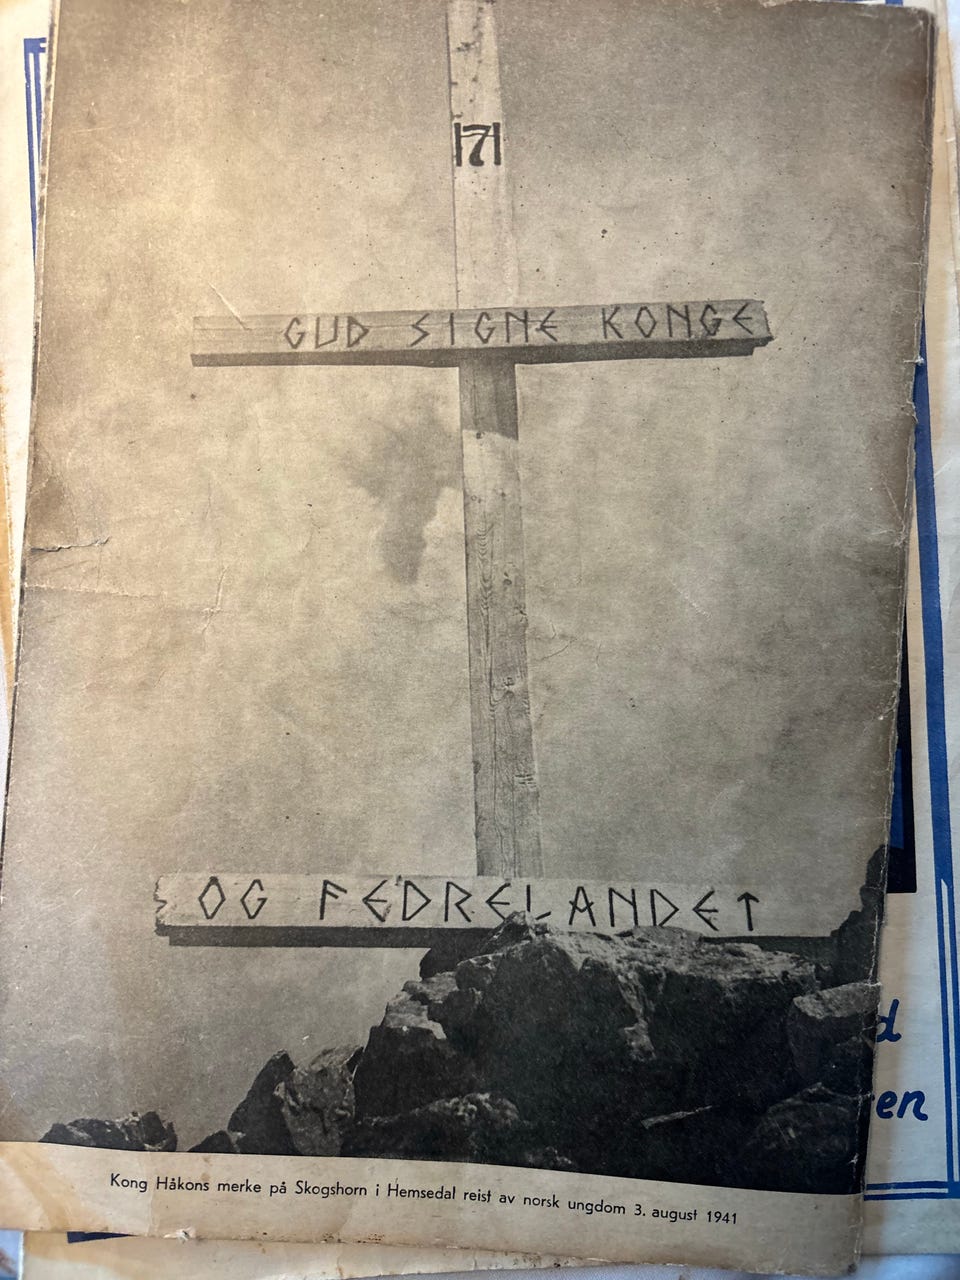 H7
GUD SIGNE KONGE
OG FEDRELANDET
Kong Håkons merke på Skogshorn i Hemsedal reist av norsk ungdom 3. august 1941
d
en